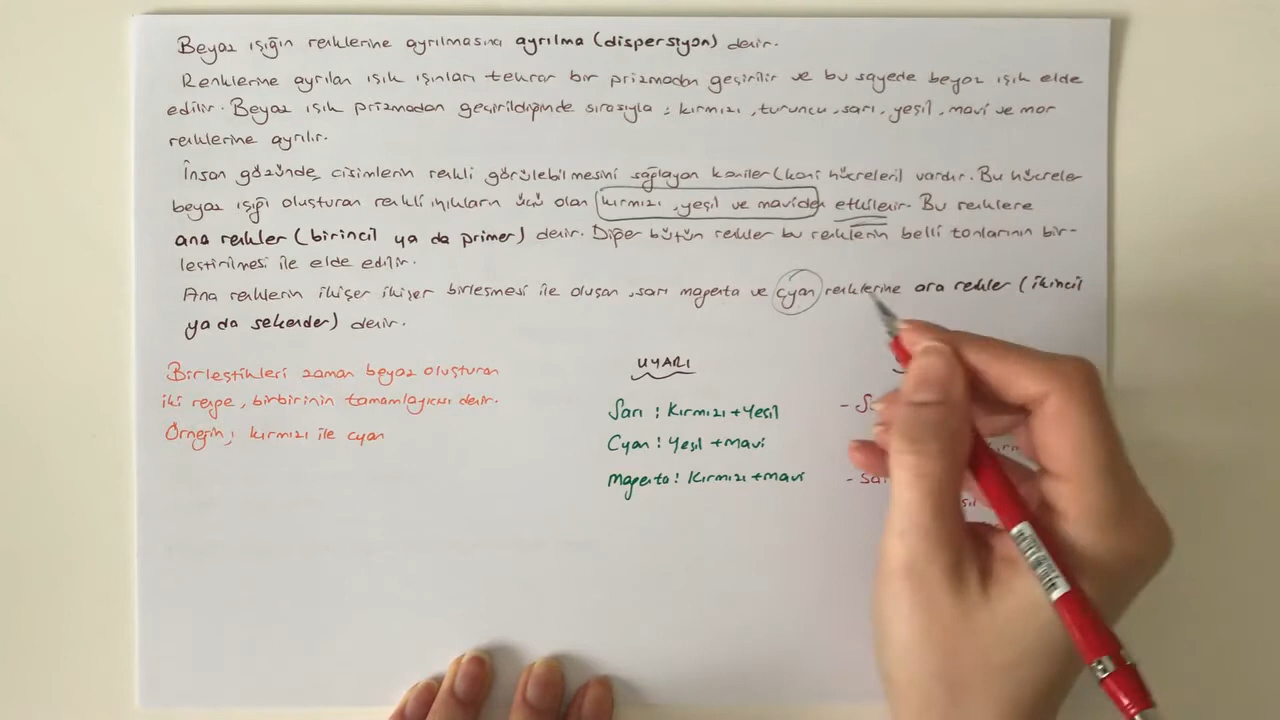 Beyaz ışığın renklerine ayrılmasına ayrılma (dispersiyon) denir.
Renklerine ayrılan ışık ışınları tekrar bir prizmadan geçirilir ve bu sayede beyaz ışık elde
edilir. Beyaz ışık prizmadan geçirildiğinde sırasıyla : kırmızı, turuncu, sarı, yeşil, mavi ve mor
renklerine ayrılır.
İnsan gözünde, cisimlerin renkli görülebilmesini sağlayan koniler (koni hücreleri) vardır. Bu hücreler
beyaz ışığı oluşturan renkli ışıkların üçü olan kırmızı, yeşil ve maviden etkilenir. Bu renklere
ana renkler (birincil ya da primer) denir. Diğer bütün renkler bu renklerin belli tonlarının bir-
leştirilmesi ile elde edilir.
Ana renklerin ikişer ikişer birleşmesi ile oluşan, sarı magenta ve cyan renklerine ara renkler (ikincil
ya da sekender) denir.
Birleştikleri zaman beyaz oluşturan
iki renge, birbirinin tamamlayıcısı denir.
Örneğin; kırmızı ile cyan
UYARI
Sarı : Kırmızı + Yeşil
Cyan : Yeşil + mavi
magenta : Kırmızı + mavi
- Sarı